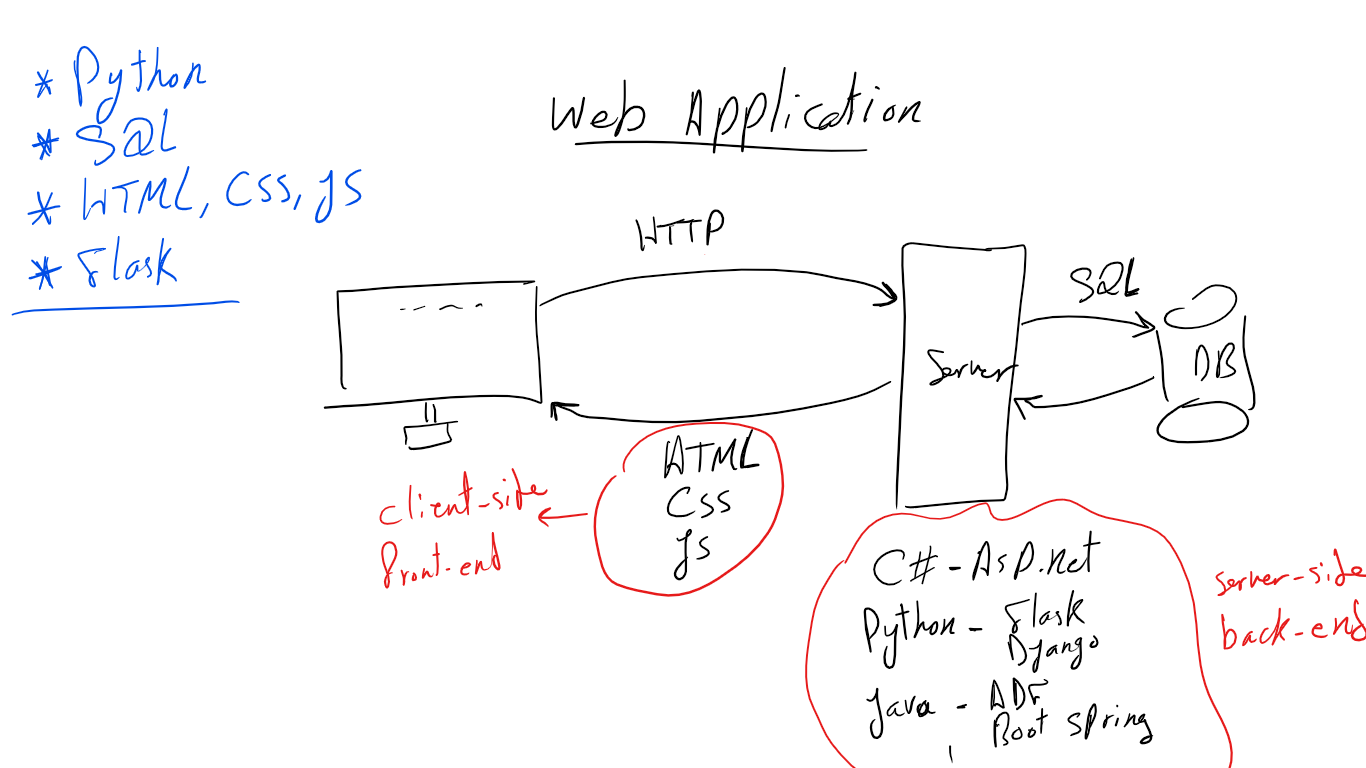 * Python
* SQL
* HTML, CSS, JS
* Flask
Web Application
HTTP
SQL
Server
DB
HTML
CSS
JS
client-side
front-end
C# - ASP.net
Python - Flask
Django
Java - ADF
Boot Spring
server-side
back-end